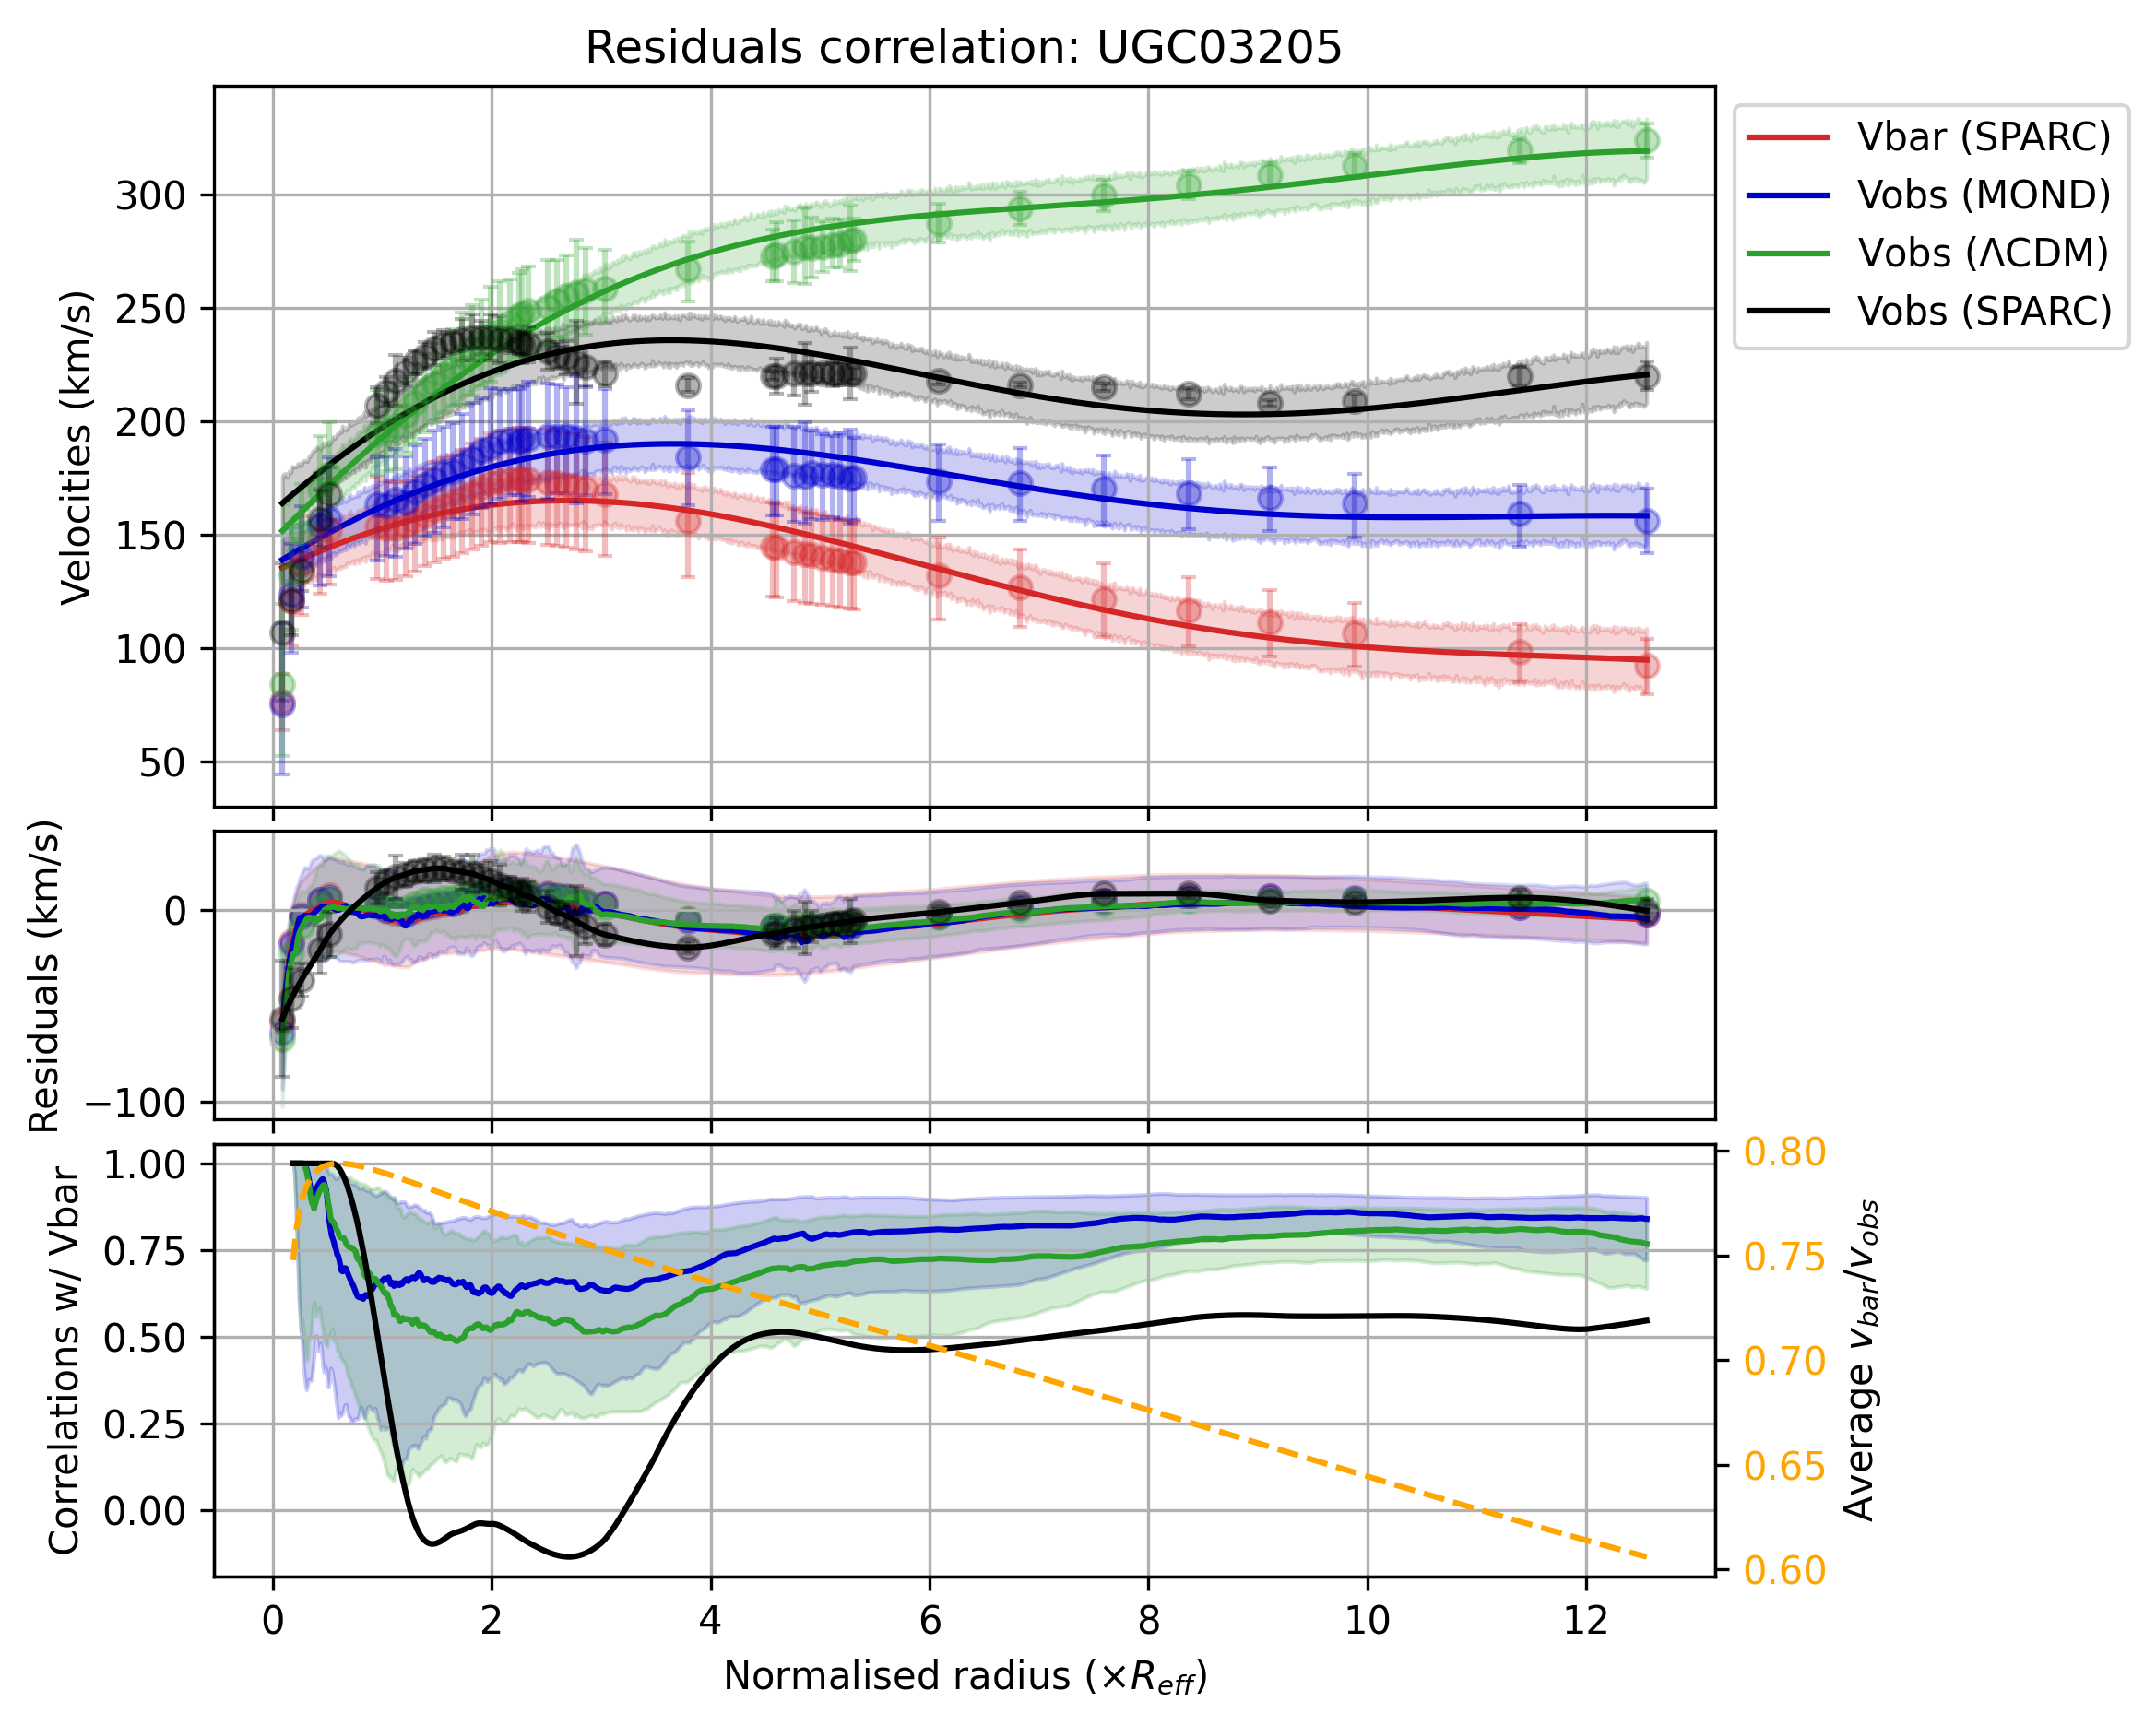 Residuals correlation: UGC03205
Velocities (km/s)
300
250
200
150
100
50
Vbar (SPARC)
Vobs (MOND)
Vobs (ΛCDM)
Vobs (SPARC)
Residuals (km/s)
0
−100
Correlations w/ Vbar
1.00
0.75
0.50
0.25
0.00
0.80
0.75
0.70
0.65
0.60
Average v_bar/v_obs
0 2 4 6 8 10 12
Normalised radius (×R_eff)